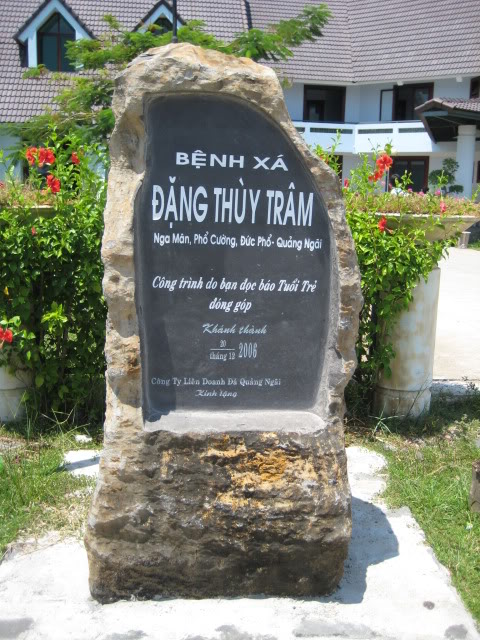 BỆNH XÁ
ĐẶNG THÙY TRÂM
Nga Mân, Phổ Cường, Đức Phổ- Quảng Ngãi
Công trình do bạn đọc báo Tuổi Trẻ
đóng góp
Khánh thành
20
tháng 12 2006
Công Ty Liên Doanh Đá Quảng Ngãi
Kính tặng